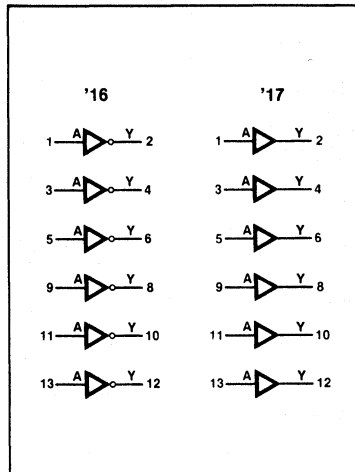 '16 '17
A Y A Y
1 2 1 2
A Y A Y
3 4 3 4
A Y A Y
5 6 5 6
A Y A Y
9 8 9 8
A Y A Y
11 10 11 10
A Y A Y
13 12 13 12